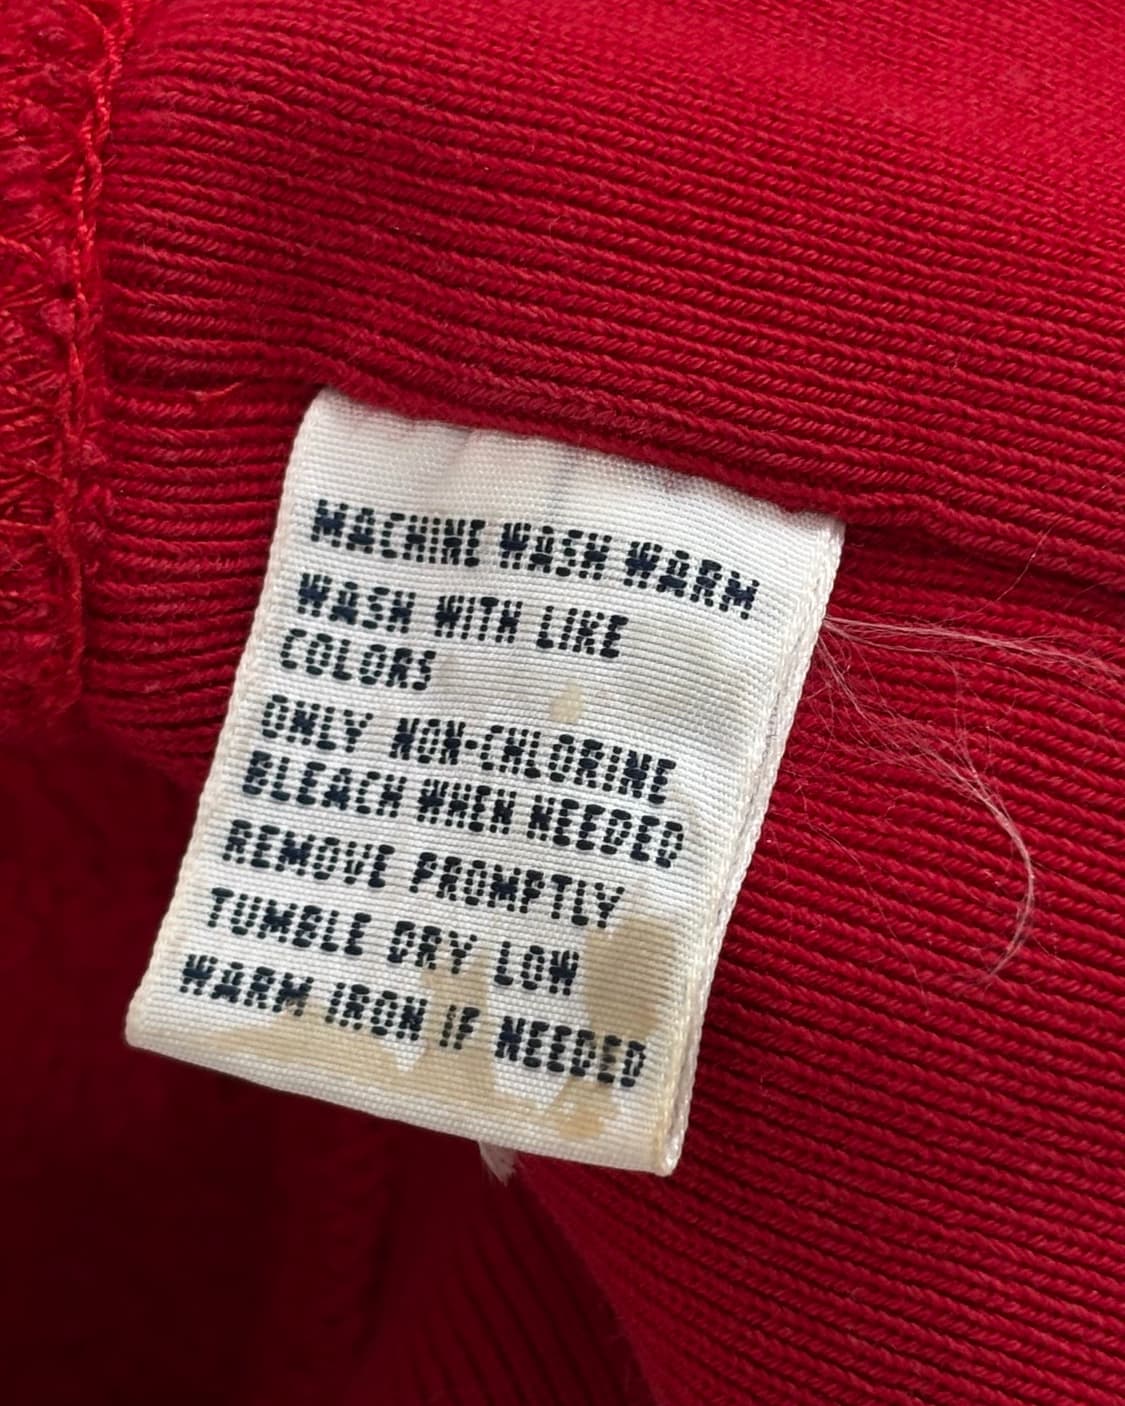 MACHINE WASH WARM
WASH WITH LIKE
COLORS
ONLY NON-CHLORINE
BLEACH WHEN NEEDED
REMOVE PROMPTLY
TUMBLE DRY LOW
WARM IRON IF NEEDED